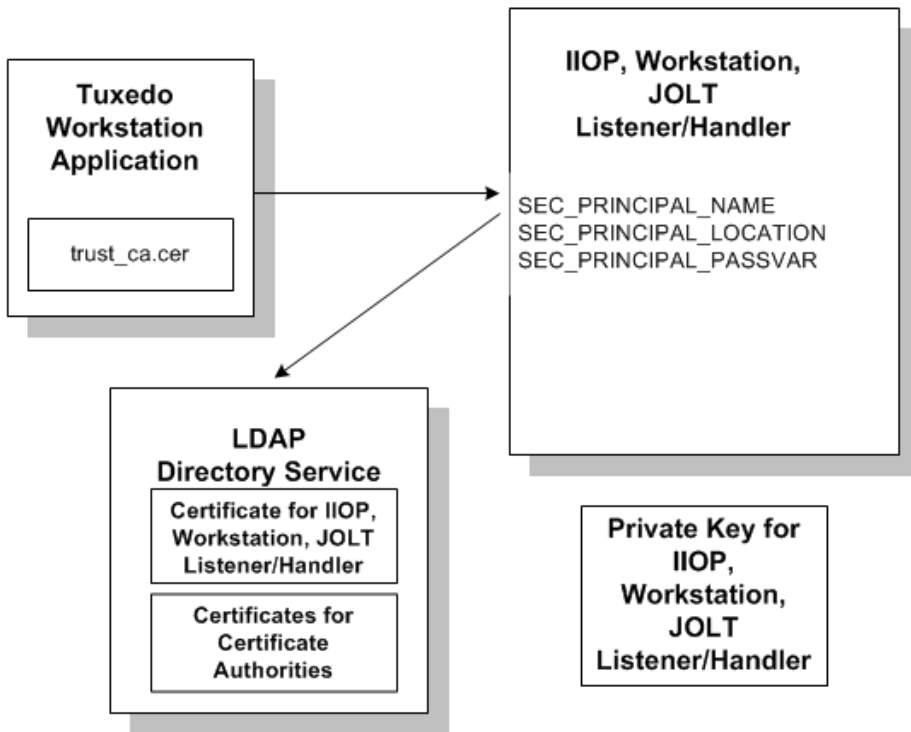 Tuxedo
Workstation
Application
trust_ca.cer
IIOP, Workstation,
JOLT
Listener/Handler
SEC_PRINCIPAL_NAME
SEC_PRINCIPAL_LOCATION
SEC_PRINCIPAL_PASSVAR
LDAP
Directory Service
Certificate for IIOP,
Workstation, JOLT
Listener/Handler
Certificates for
Certificate
Authorities
Private Key for
IIOP,
Workstation,
JOLT
Listener/Handler